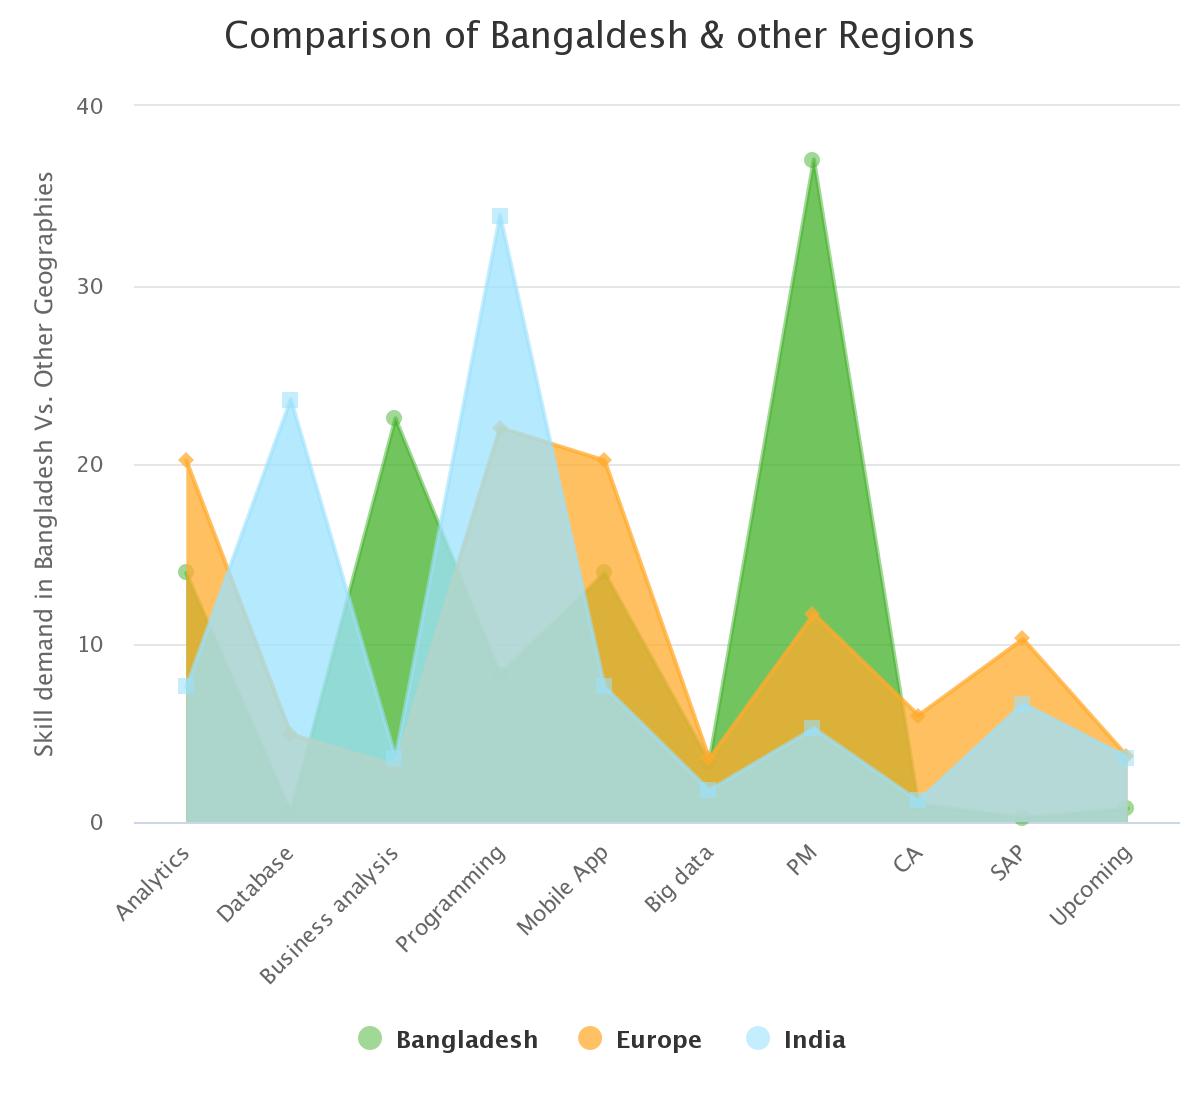 Comparison of Bangaldesh & other Regions
Skill demand in Bangladesh Vs. Other Geographies
40
30
20
10
0
Analytics
Database
Business analysis
Programming
Mobile App
Big data
PM
CA
SAP
Upcoming
Bangladesh
Europe
India